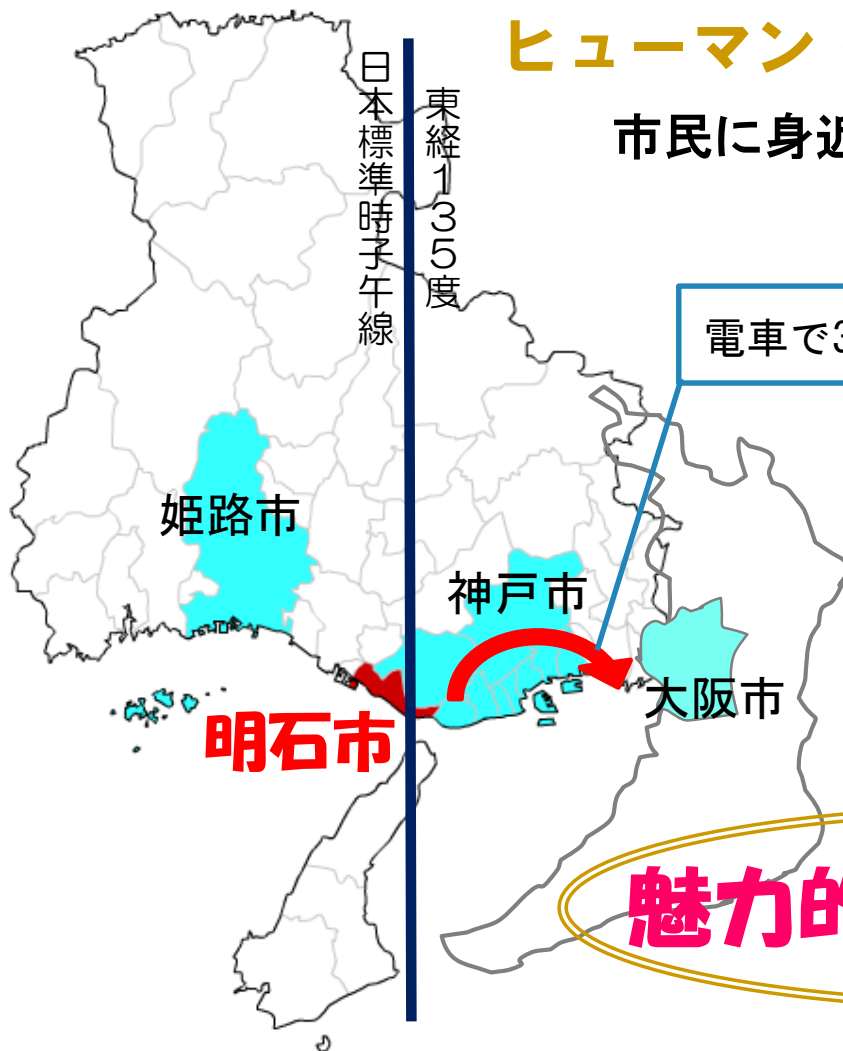 ヒューマン
市民に身近
日本標準時子午線
東経135度
電車で3
姫路市
神戸市
大阪市
明石市
魅力的